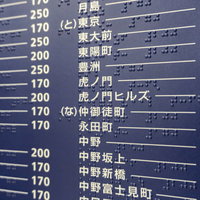 170 月島
250 (と)東京
250 東大前
東陽町
200 豊洲
170 虎ノ門
170 虎ノ門ヒルズ
170 (な)仲御徒町
170 永田町
中野
200 中野坂上
170 中野新橋
170 中野富士見町